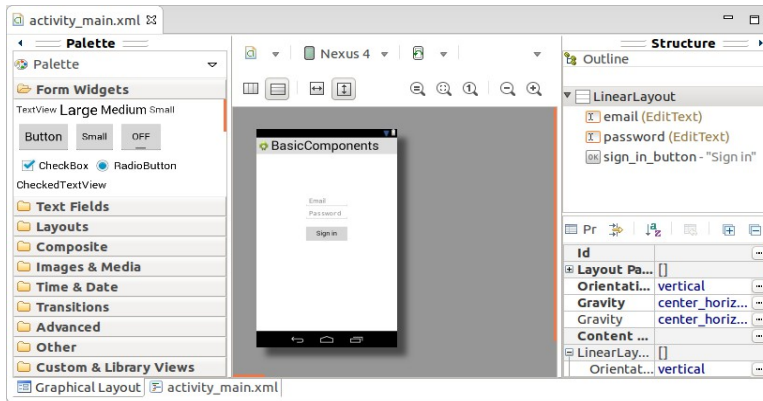 activity_main.xml
Palette
Palette
Form Widgets
TextView Large Medium Small
Button Small OFF
CheckBox RadioButton
CheckedTextView
Text Fields
Layouts
Composite
Images & Media
Time & Date
Transitions
Advanced
Other
Custom & Library Views
Graphical Layout activity_main.xml
Nexus 4
BasicComponents
Email
Password
Sign in
Structure
Outline
LinearLayout
email (EditText)
password (EditText)
OK sign_in_button - "Sign in"
Pr
Id
Layout Pa... []
Orientati... vertical
Gravity center_horiz...
Gravity center_horiz...
Content ...
LinearLay... []
Orientat... vertical